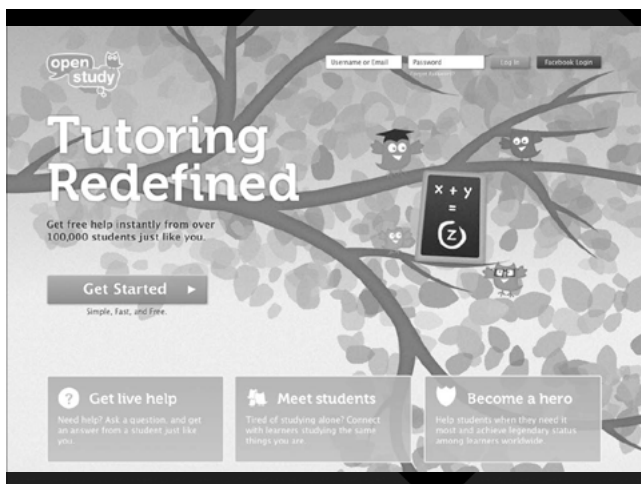 open
study
Username or Email
Password
Log In
Facebook Login
Tutoring
Redefined
Get free help instantly from over
100,000 students just like you.
x + y
=
z
Get Started
Simple, Fast, and Free.
? Get live help
Need help? Ask a question, and get
an answer from a student just like
you.
Meet students
Tired of studying alone? Connect
with learners studying the same
things you are.
Become a hero
Help students when they need it
most and achieve legendary status
among learners worldwide.